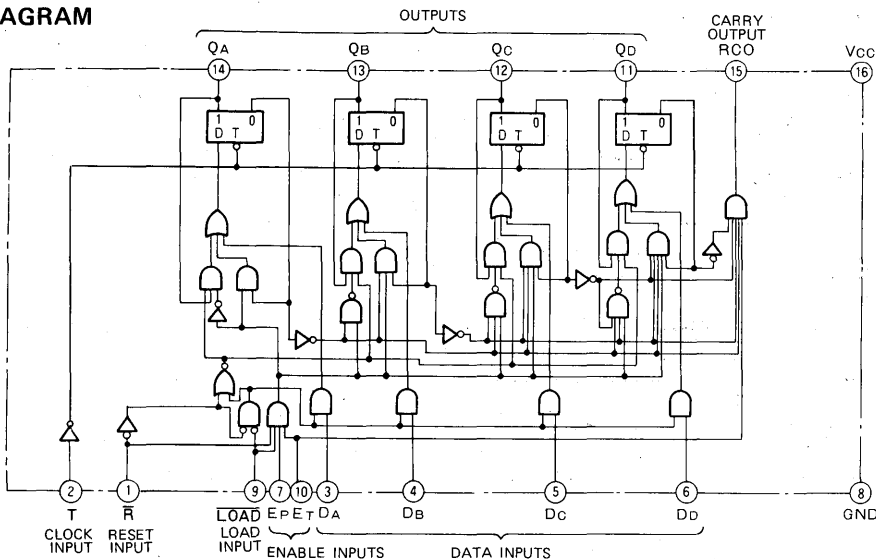 AGRAM
OUTPUTS
CARRY
OUTPUT
RCO
QA QB QC QD VCC
14 13 12 11 15 16
1 0 1 0 1 0 1 0
D T D T D T D T
2 1 9 7 10 3 4 5 6 8
T R̅ L̅O̅A̅D̅ EP ET DA DB DC DD GND
CLOCK
INPUT
RESET
INPUT
LOAD
INPUT
ENABLE INPUTS
DATA INPUTS